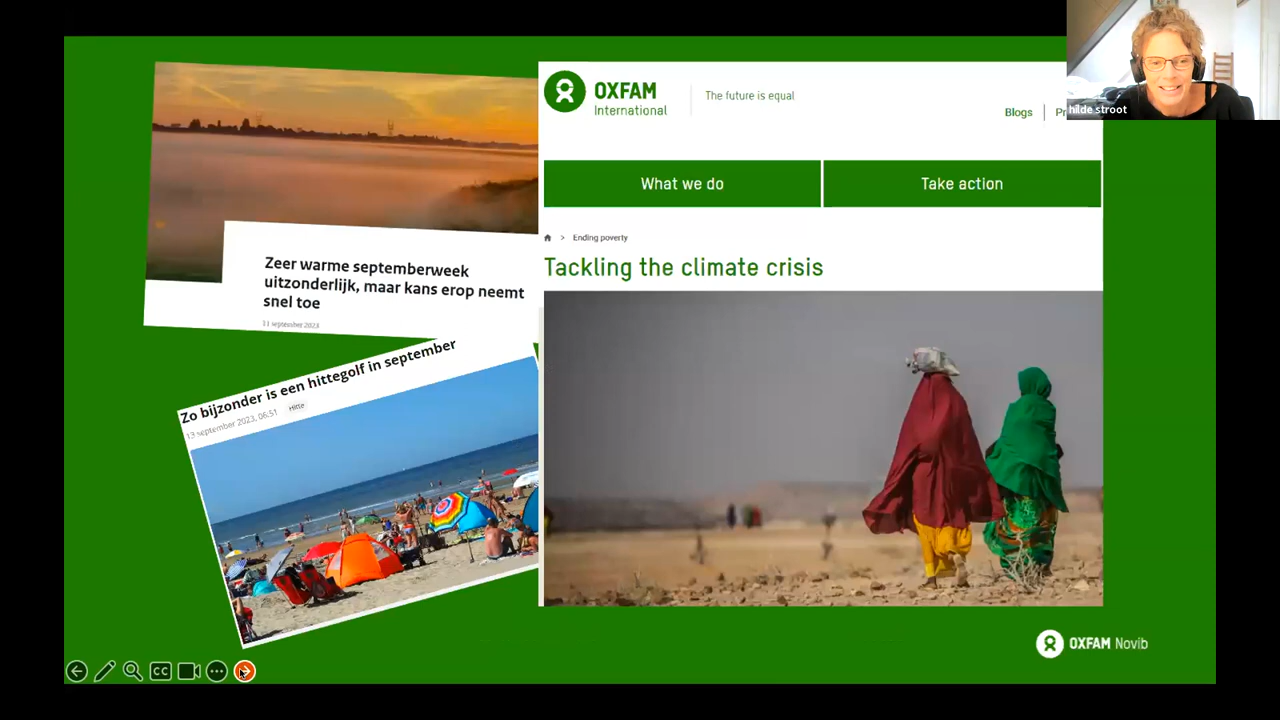 Zeer warme septemberweek
uitzonderlijk, maar kans erop neemt
snel toe
11 september 2023
Zo bijzonder is een hittegolf in september
13 september 2023, 06:51
Hitte
OXFAM
International
The future is equal
Blogs
What we do
Take action
> Ending poverty
Tackling the climate crisis
OXFAM Novib
hilde stroot
CC